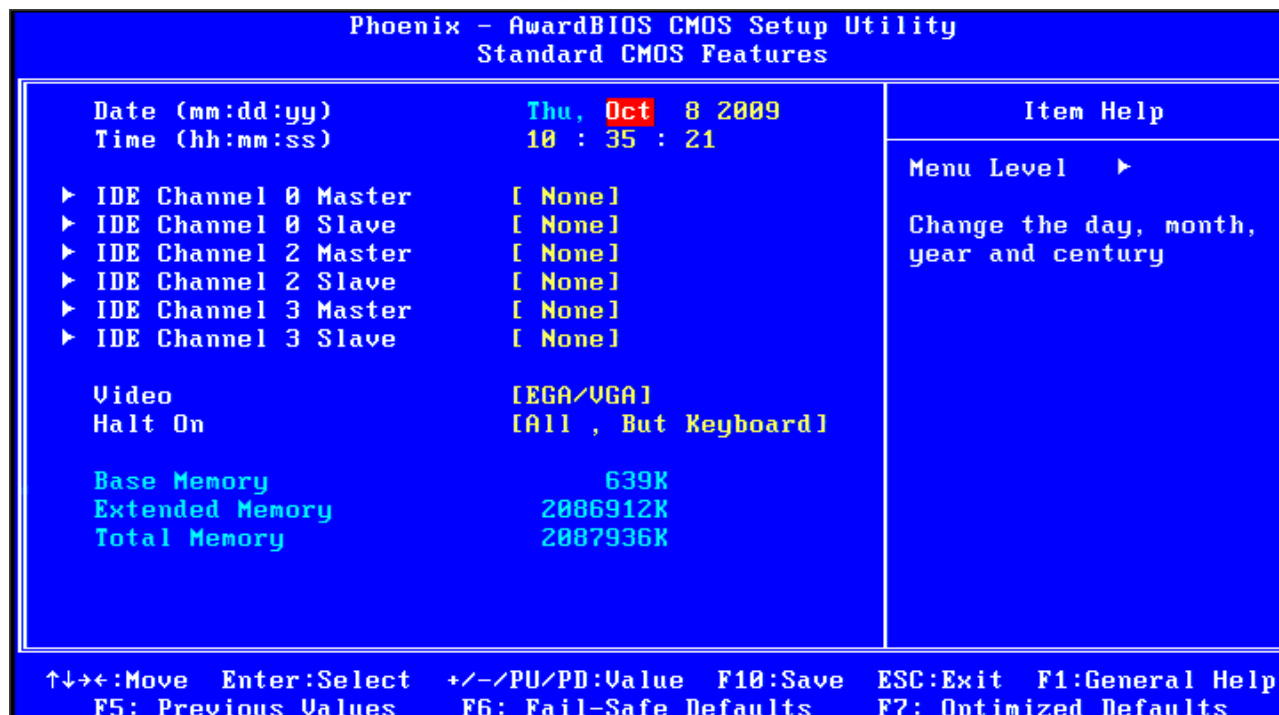 Phoenix - AwardBIOS CMOS Setup Utility
Standard CMOS Features
Date (mm:dd:yy) Thu, Oct 8 2009
Time (hh:mm:ss) 10 : 35 : 21
IDE Channel 0 Master [ None]
IDE Channel 0 Slave [ None]
IDE Channel 2 Master [ None]
IDE Channel 2 Slave [ None]
IDE Channel 3 Master [ None]
IDE Channel 3 Slave [ None]
Video [EGA/VGA]
Halt On [All , But Keyboard]
Base Memory 639K
Extended Memory 2086912K
Total Memory 2087936K
Item Help
Menu Level ►
Change the day, month,
year and century
↑↓→←:Move Enter:Select +/-/PU/PD:Value F10:Save ESC:Exit F1:General Help
F5: Previous Values F6: Fail-Safe Defaults F7: Optimized Defaults